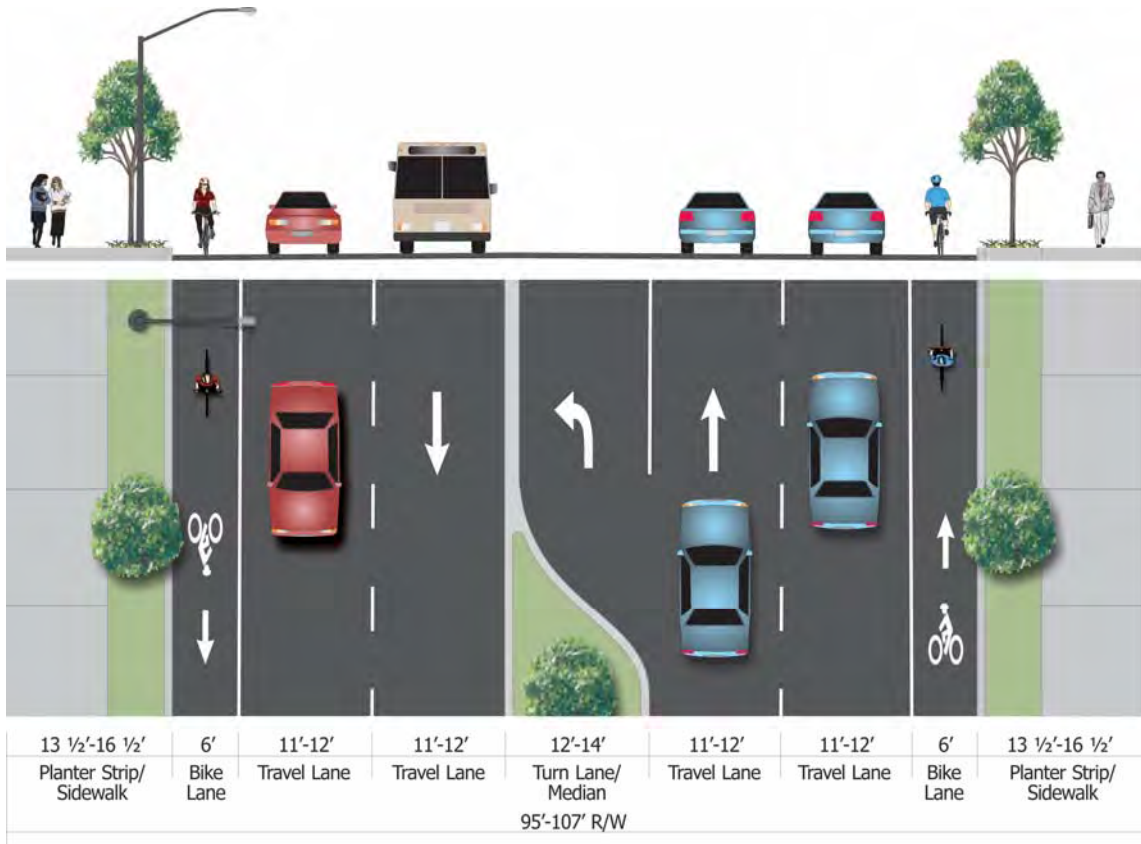 13 ½'-16 ½' 6' 11'-12' 11'-12' 12'-14' 11'-12' 11'-12' 6' 13 ½'-16 ½'
Planter Strip/ Bike Travel Lane Travel Lane Turn Lane/ Travel Lane Travel Lane Bike Planter Strip/
Sidewalk Lane Median Lane Sidewalk
95'-107' R/W